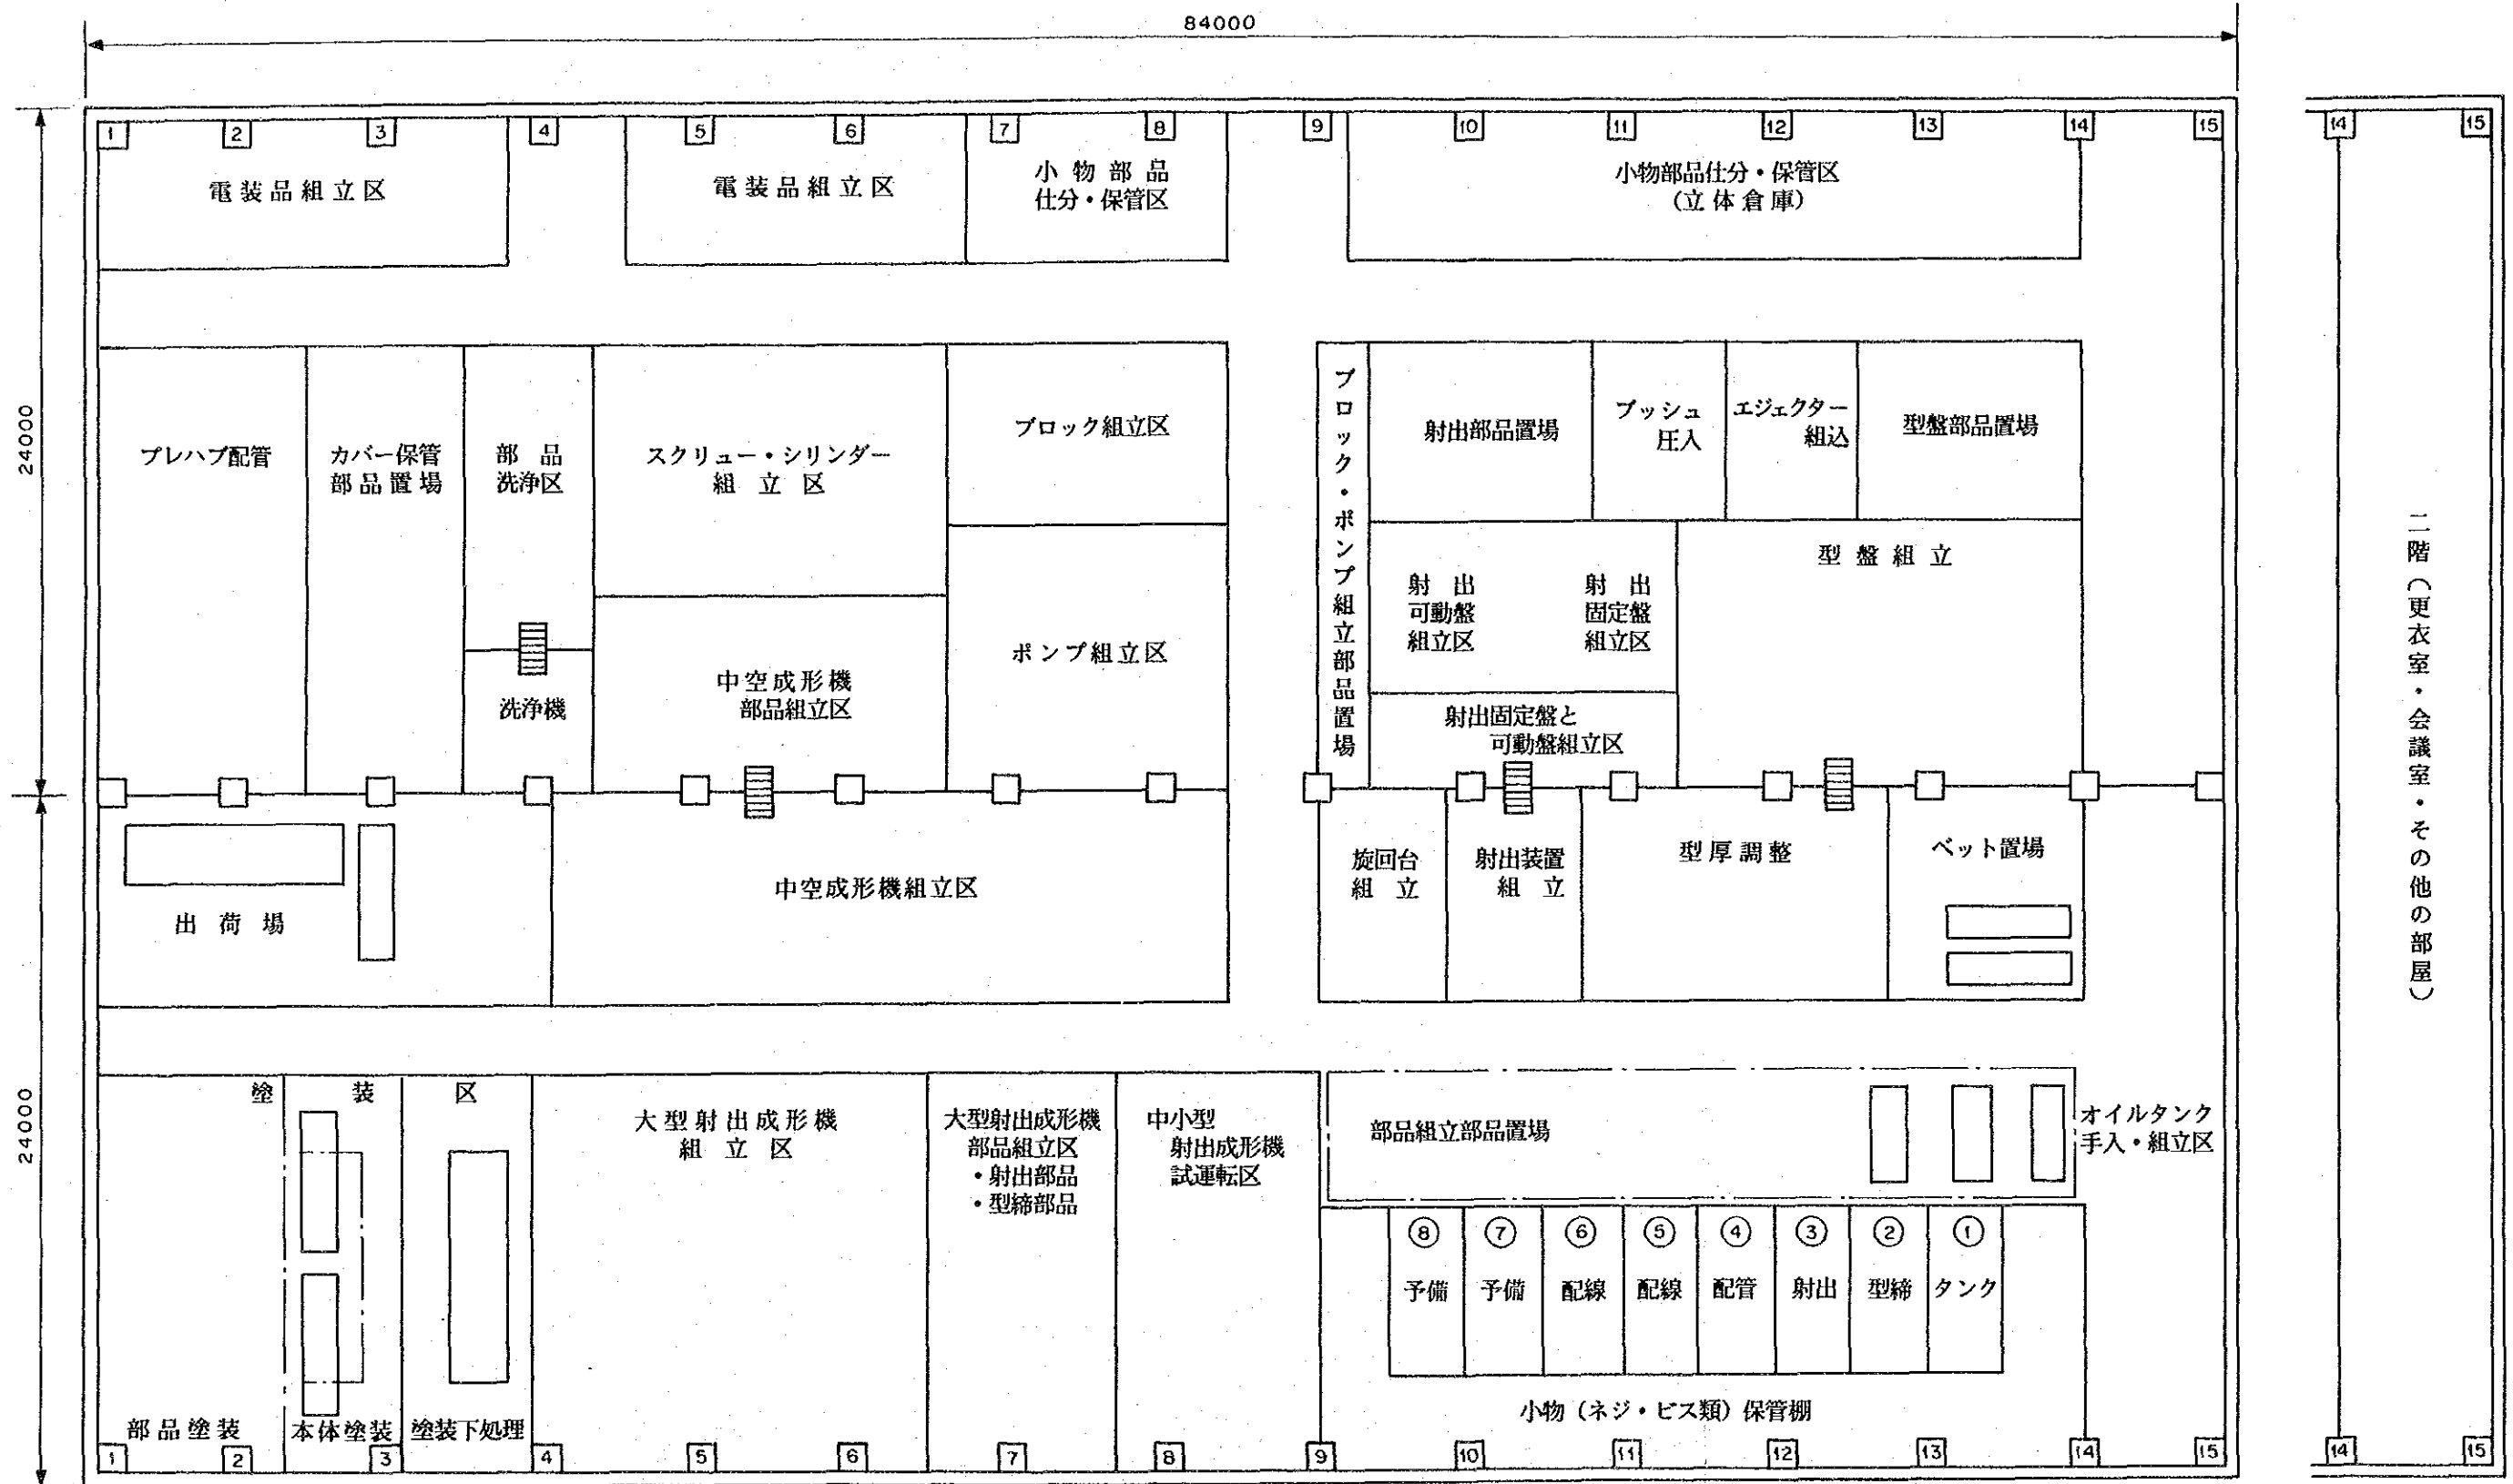 84000
1 2 3 4 5 6 7 8 9 10 11 12 13 14 15
14 15
電装品組立区
電装品組立区
小物部品
仕分・保管区
小物部品仕分・保管区
(立体倉庫)
24000
プレハブ配管
カバー保管
部品置場
部品
洗浄区
洗浄機
スクリュー・シリンダー
組立区
中空成形機
部品組立区
ブロック組立区
ポンプ組立区
ブロック・ポンプ組立部品置場
射出部品置場
ブッシュ
圧入
エジェクター
組込
型盤部品置場
射出
可動盤
組立区
射出
固定盤
組立区
型盤組立
射出固定盤と
可動盤組立区
二階(更衣室・会議室・その他の部屋)
24000
出荷場
中空成形機組立区
旋回台
組立
射出装置
組立
型厚調整
ベット置場
塗装区
部品塗装
本体塗装
塗装下処理
大型射出成形機
組立区
大型射出成形機
部品組立区
・射出部品
・型締部品
中小型
射出成形機
試運転区
部品組立部品置場
オイルタンク
手入・組立区
⑧ ⑦ ⑥ ⑤ ④ ③ ② ①
予備 予備 配線 配線 配管 射出 型締 タンク
小物(ネジ・ビス類)保管棚
1 2 3 4 5 6 7 8 9 10 11 12 13 14 15
14 15